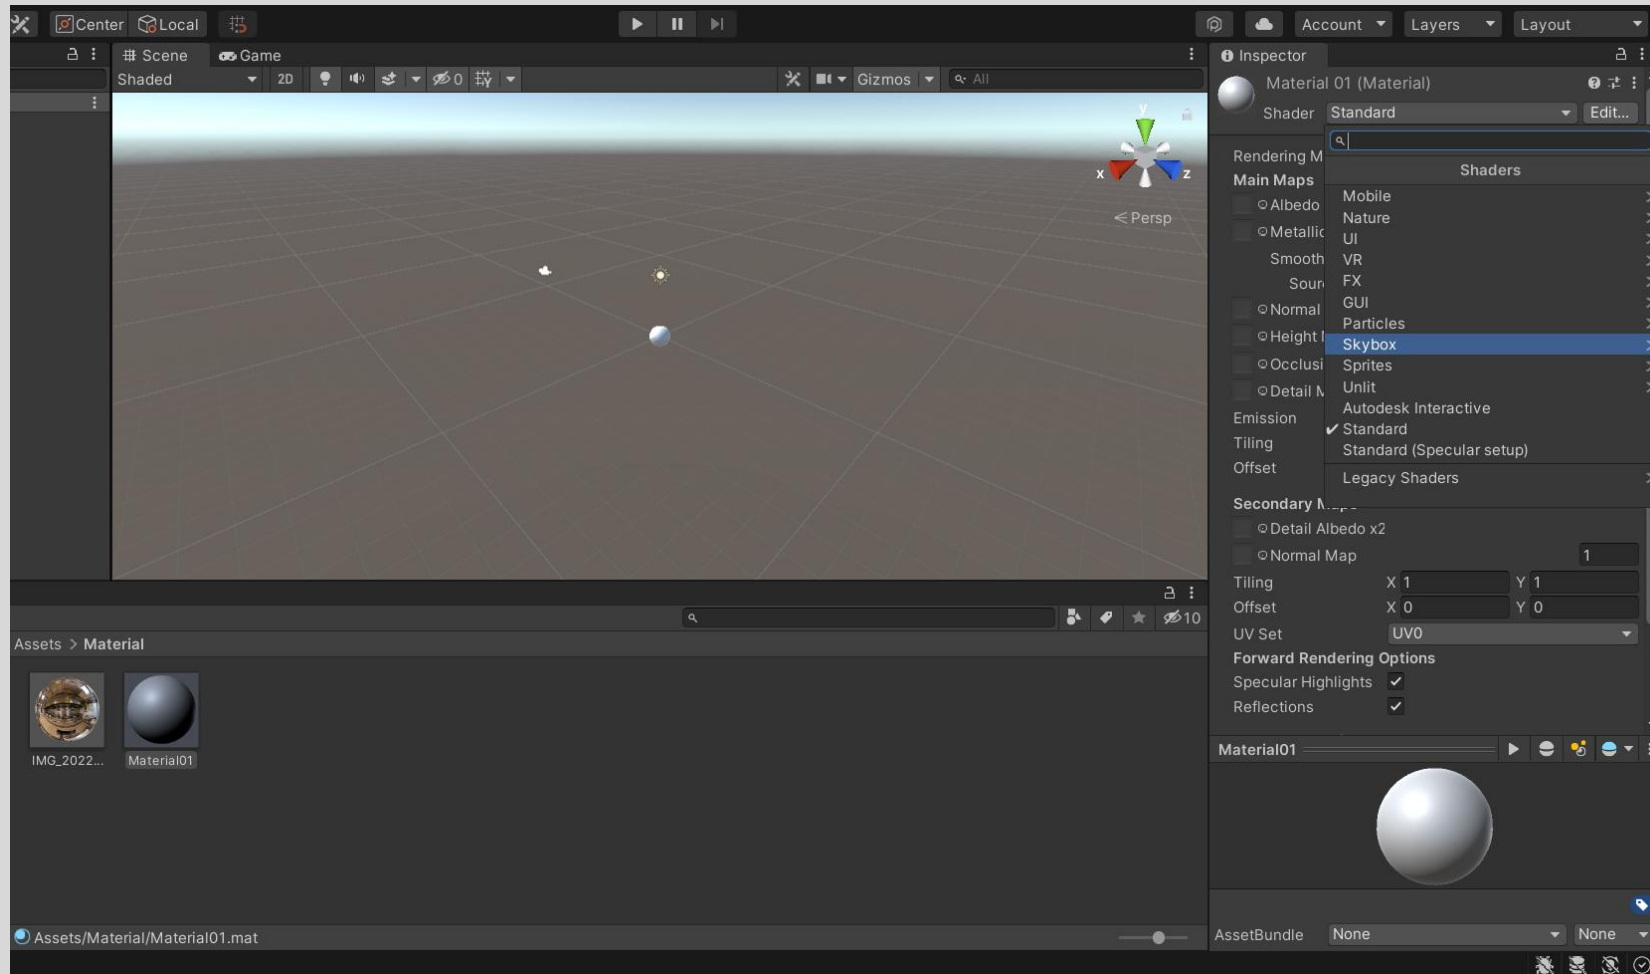 Center Local
Account Layers Layout
Scene Game
Shaded 2D 0 Gizmos All
y
x z
Persp
Inspector
Material 01 (Material)
Shader Standard Edit...
Rendering M
Main Maps
Albedo
Metallic
Smooth
Sour
Normal
Height
Occlusi
Detail M
Emission
Tiling
Offset
Secondary
Detail Albedo x2
Normal Map 1
Tiling X 1 Y 1
Offset X 0 Y 0
UV Set UV0
Forward Rendering Options
Specular Highlights
Reflections
Shaders
Mobile
Nature
UI
VR
FX
GUI
Particles
Skybox
Sprites
Unlit
Autodesk Interactive
Standard
Standard (Specular setup)
Legacy Shaders
10
Assets > Material
IMG_2022... Material01
Assets/Material/Material01.mat
Material01
AssetBundle None None